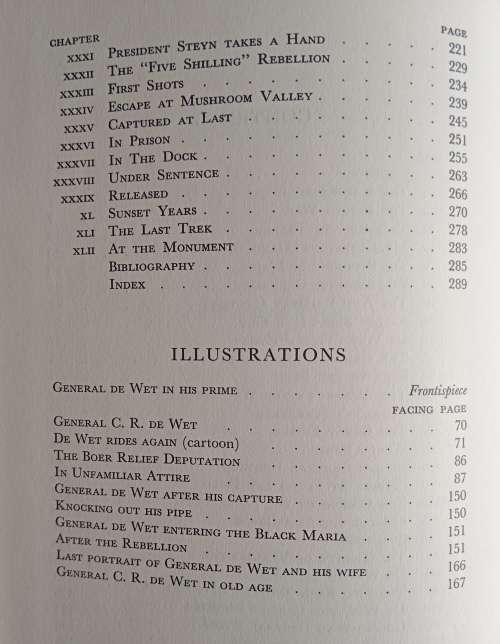 CHAPTER PAGE
XXXI PRESIDENT STEYN TAKES A HAND . . . . . 221
XXXII THE "FIVE SHILLING" REBELLION . . . . . 229
XXXIII FIRST SHOTS . . . . . . . . . . 234
XXXIV ESCAPE AT MUSHROOM VALLEY . . . . . 239
XXXV CAPTURED AT LAST . . . . . . . . 245
XXXVI IN PRISON . . . . . . . . . . 251
XXXVII IN THE DOCK . . . . . . . . . . 255
XXXVIII UNDER SENTENCE . . . . . . . . . 263
XXXIX RELEASED . . . . . . . . . . 266
XL SUNSET YEARS . . . . . . . . . . 270
XLI THE LAST TREK . . . . . . . . . 278
XLII AT THE MONUMENT . . . . . . . . 283
BIBLIOGRAPHY . . . . . . . . . . 285
INDEX . . . . . . . . . . . . 289
ILLUSTRATIONS
GENERAL DE WET IN HIS PRIME . . . . . . . Frontispiece
FACING PAGE
GENERAL C. R. DE WET . . . . . . . . 70
DE WET RIDES AGAIN (cartoon) . . . . . . . 71
THE BOER RELIEF DEPUTATION . . . . . . . 86
IN UNFAMILIAR ATTIRE . . . . . . . . 87
GENERAL DE WET AFTER HIS CAPTURE . . . . . . 150
KNOCKING OUT HIS PIPE . . . . . . . . . 150
GENERAL DE WET ENTERING THE BLACK MARIA . . . . 151
AFTER THE REBELLION . . . . . . . . . 151
LAST PORTRAIT OF GENERAL DE WET AND HIS WIFE . . . 166
GENERAL C. R. DE WET IN OLD AGE . . . . . . 167